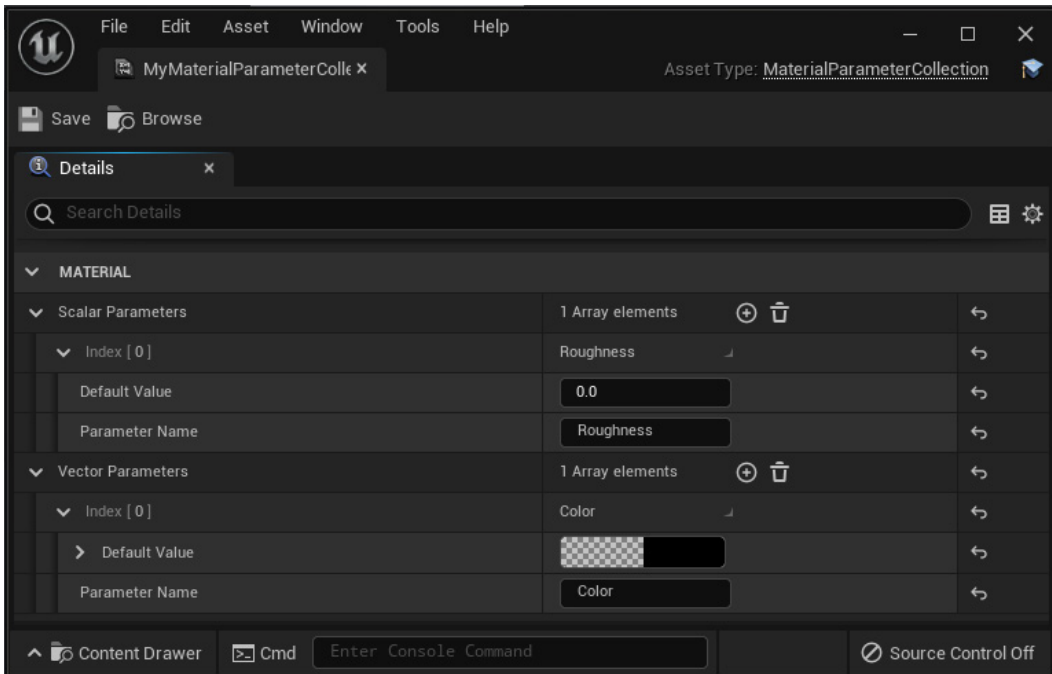 File Edit Asset Window Tools Help
MyMaterialParameterColle
Asset Type: MaterialParameterCollection
Save Browse
Details
Search Details
MATERIAL
Scalar Parameters 1 Array elements
Index [ 0 ] Roughness
Default Value 0.0
Parameter Name Roughness
Vector Parameters 1 Array elements
Index [ 0 ] Color
Default Value
Parameter Name Color
Content Drawer Cmd Enter Console Command Source Control Off